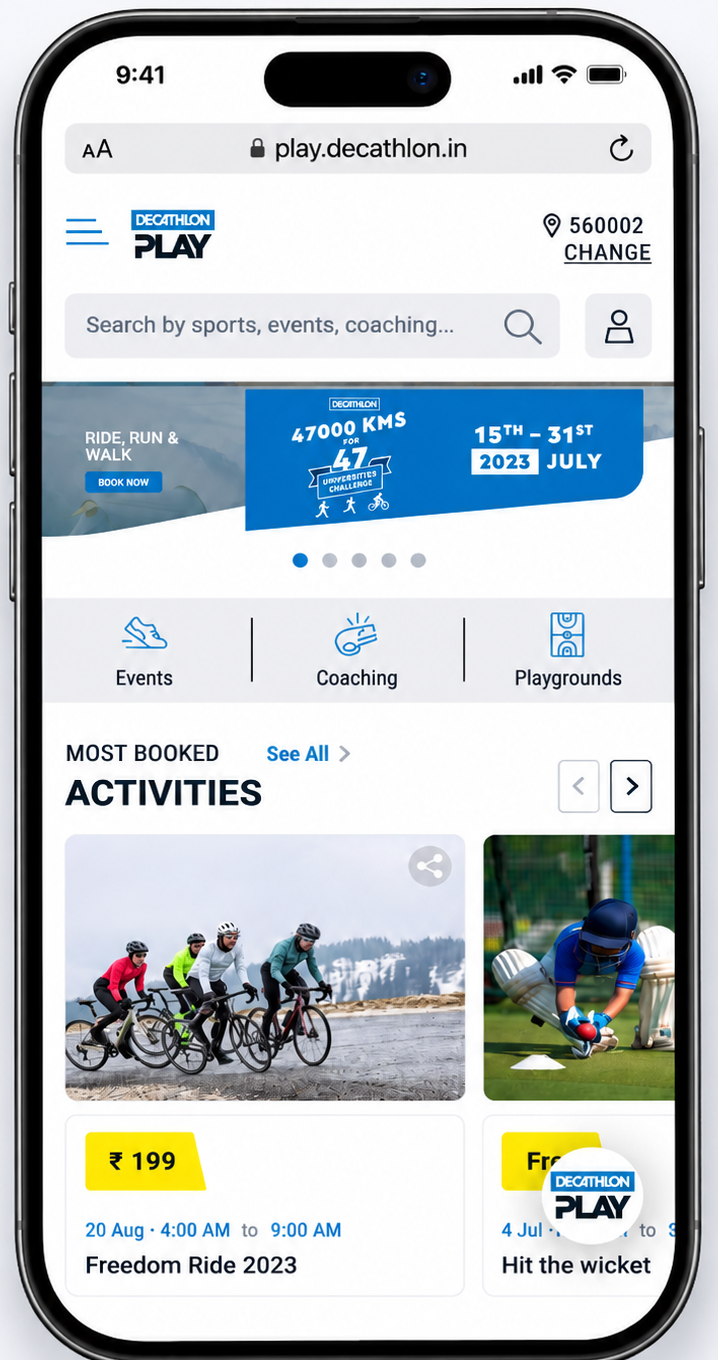 9:41
AA play.decathlon.in
DECATHLON
PLAY
560002
CHANGE
Search by sports, events, coaching...
RIDE, RUN &
WALK
BOOK NOW
DECATHLON
47000 KMS
FOR
47
UNIVERSITIES
CHALLENGE
15TH – 31ST
2023 JULY
Events Coaching Playgrounds
MOST BOOKED See All
ACTIVITIES
₹ 199
20 Aug · 4:00 AM to 9:00 AM
Freedom Ride 2023
DECATHLON
PLAY
4 Jul · to
Hit the wicket